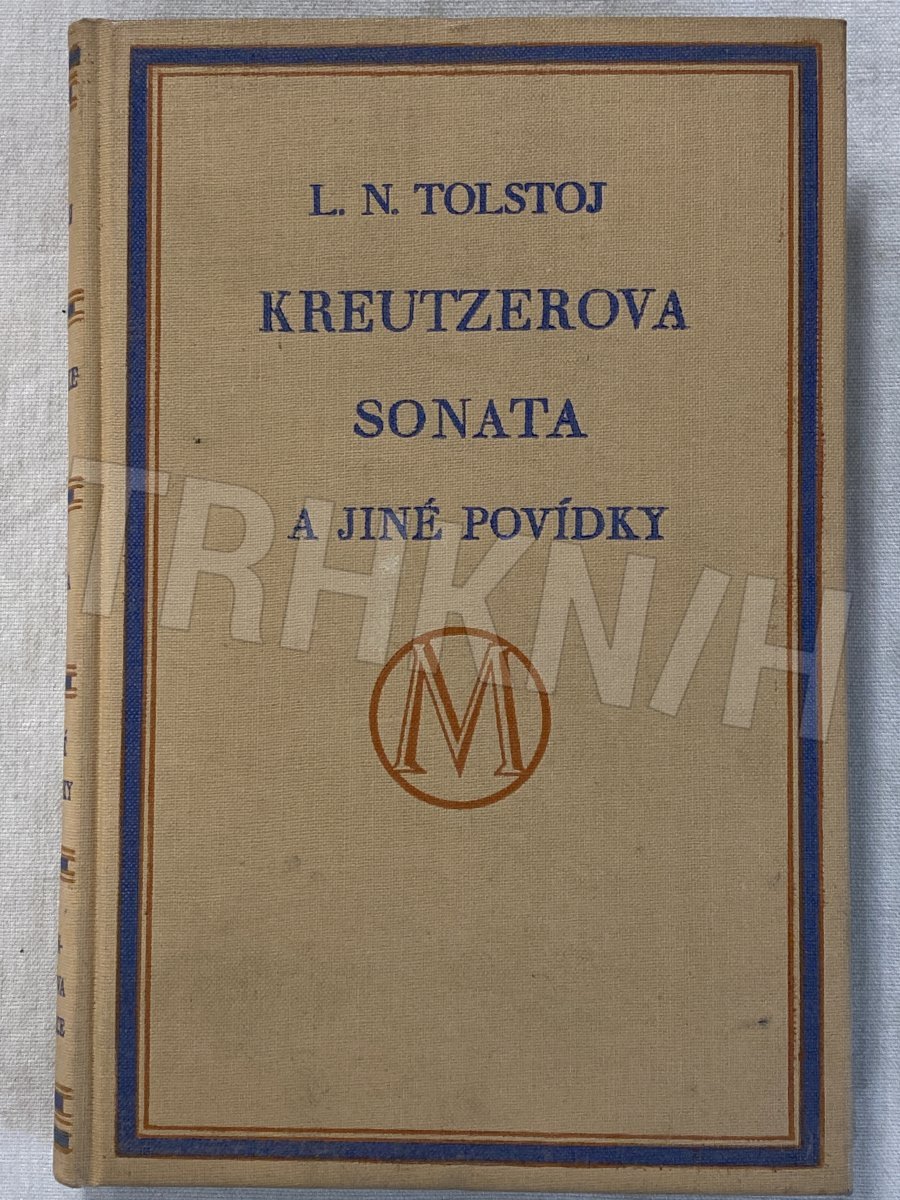 L. N. TOLSTOJ
KREUTZEROVA
SONATA
A JINÉ POVÍDKY
M
TRHKNIH